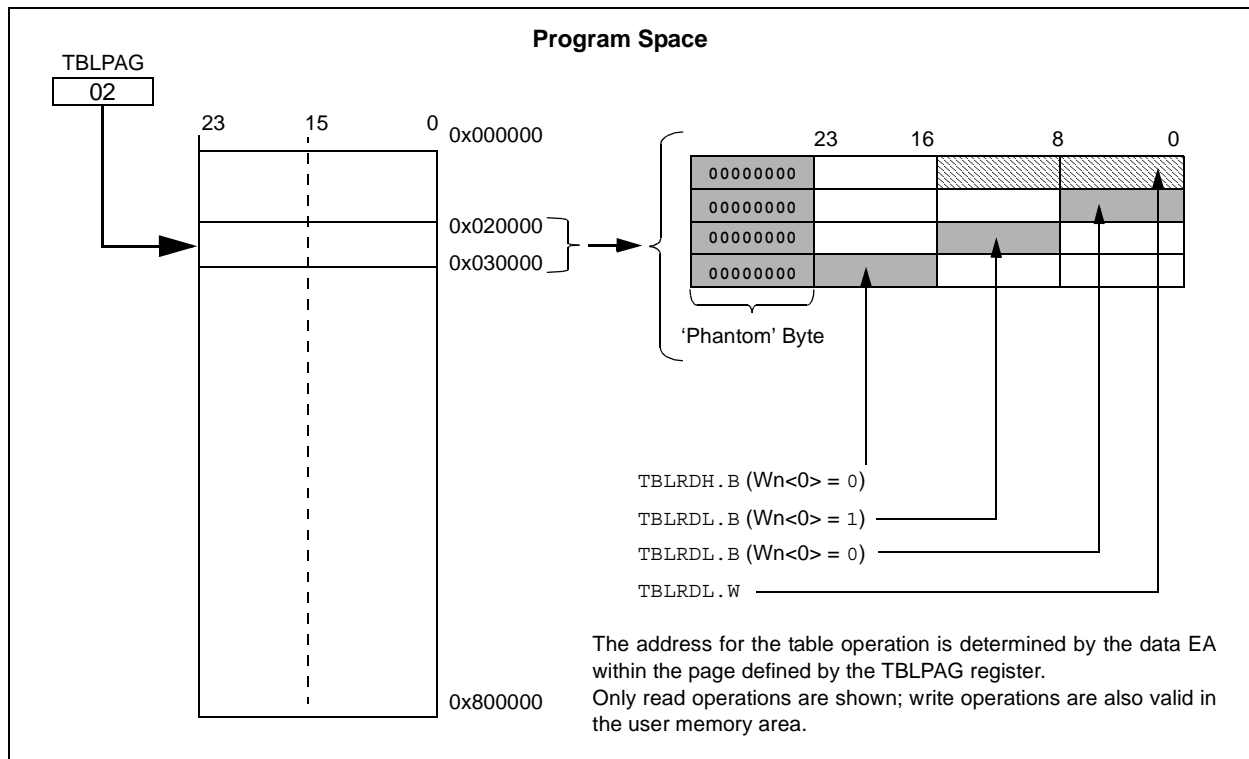 Program Space
TBLPAG
02
23 15 0
0x000000
0x020000
0x030000
0x800000
23 16 8 0
00000000
00000000
00000000
00000000
‘Phantom’ Byte
TBLRDH.B (Wn<0> = 0)
TBLRDL.B (Wn<0> = 1)
TBLRDL.B (Wn<0> = 0)
TBLRDL.W
The address for the table operation is determined by the data EA
within the page defined by the TBLPAG register.
Only read operations are shown; write operations are also valid in
the user memory area.